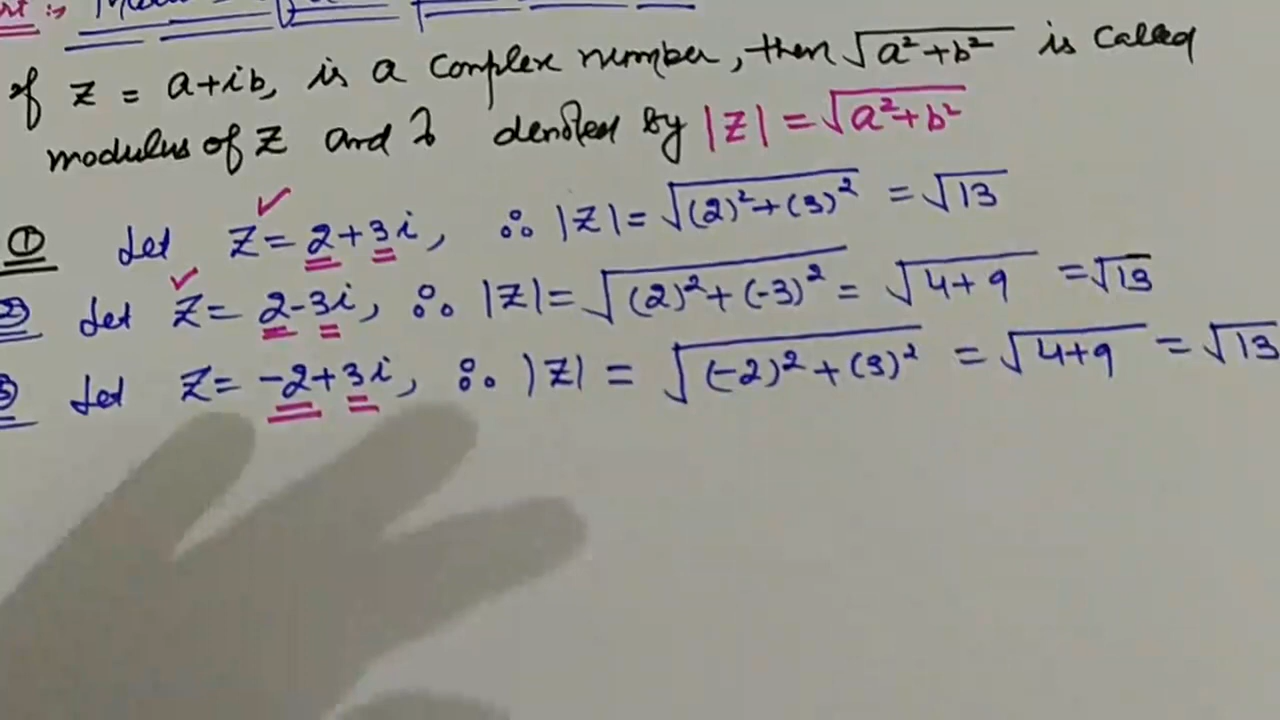 If z = a+ib, is a complex number, then √(a²+b²) is called
modulus of z and is denoted by |z| = √(a²+b²)
① Let z = 2+3i, ∴ |z| = √((2)²+(3)²) = √13
② Let z = 2-3i, ∴ |z| = √((2)²+(-3)²) = √(4+9) = √13
③ Let z = -2+3i, ∴ |z| = √((-2)²+(3)²) = √(4+9) = √13